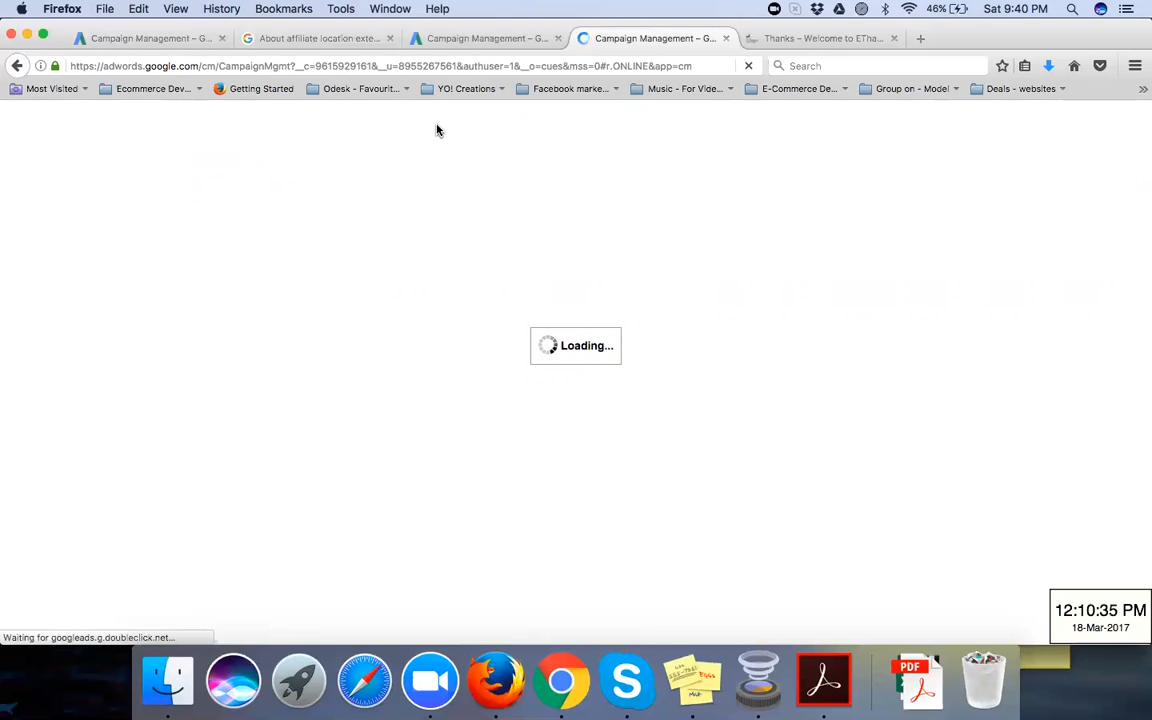 Firefox File Edit View History Bookmarks Tools Window Help 46% Sat 9:40 PM
Campaign Management – G... About affiliate location exte... Campaign Management – G... Campaign Management – G... Thanks – Welcome to ETha...
https://adwords.google.com/cm/CampaignMgmt?__c=9615929161&__u=8955267561&authuser=1&__o=cues&mss=0#r.ONLINE&app=cm Search
Most Visited Ecommerce Dev... Getting Started Odesk - Favourit... YO! Creations Facebook marke... Music - For Vide... E-Commerce De... Group on - Model Deals - websites
Loading...
12:10:35 PM
18-Mar-2017
Waiting for googleads.g.doubleclick.net...
PDF